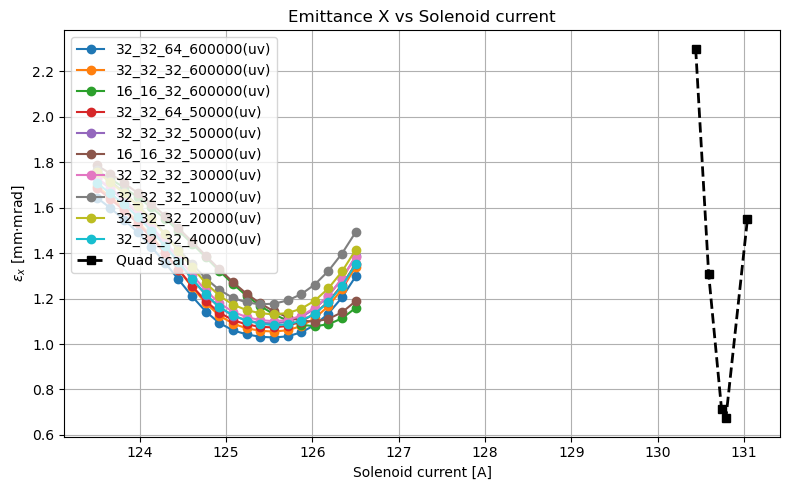 Emittance X vs Solenoid current
32_32_64_600000(uv)
32_32_32_600000(uv)
16_16_32_600000(uv)
32_32_64_50000(uv)
32_32_32_50000(uv)
16_16_32_50000(uv)
32_32_32_30000(uv)
32_32_32_10000(uv)
32_32_32_20000(uv)
32_32_32_40000(uv)
Quad scan
2.2
2.0
1.8
1.6
1.4
1.2
1.0
0.8
0.6
εx [mm·mrad]
124 125 126 127 128 129 130 131
Solenoid current [A]